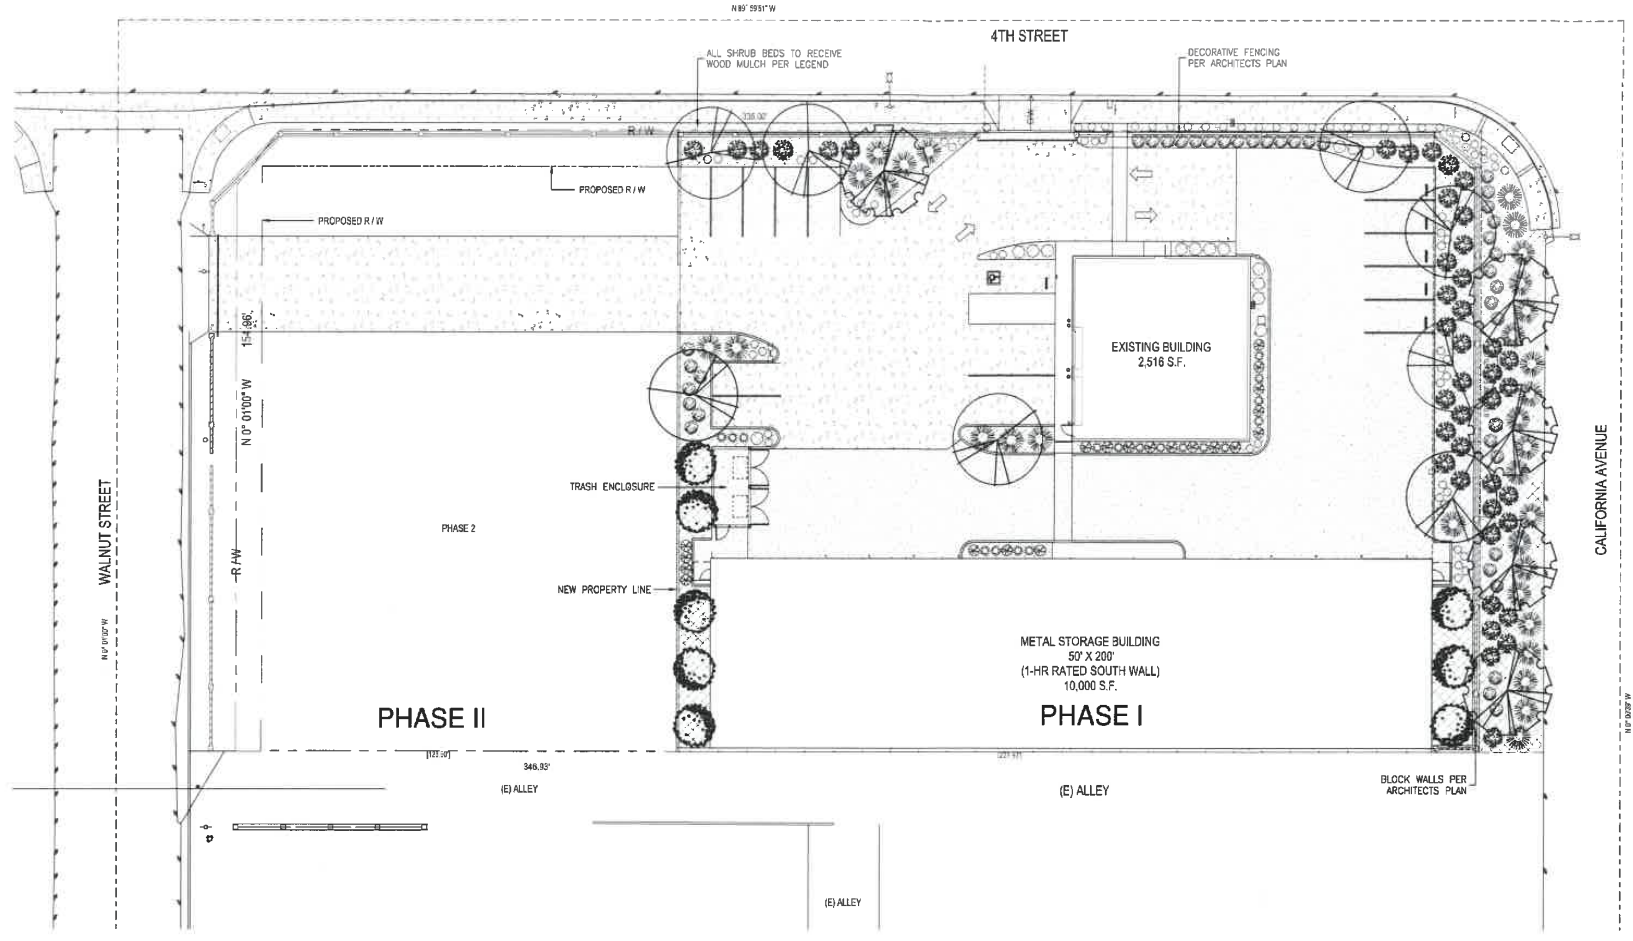 N 89° 59'51" W
4TH STREET
ALL SHRUB BEDS TO RECEIVE
WOOD MULCH PER LEGEND
DECORATIVE FENCING
PER ARCHITECTS PLAN
R / W
PROPOSED R / W
PROPOSED R / W
154.96'
N 0° 01'00" W
R / W
EXISTING BUILDING
2,516 S.F.
WALNUT STREET
CALIFORNIA AVENUE
TRASH ENCLOSURE
PHASE 2
NEW PROPERTY LINE
METAL STORAGE BUILDING
50' X 200'
(1-HR RATED SOUTH WALL)
10,000 S.F.
PHASE II
PHASE I
346.93'
(E) ALLEY
(E) ALLEY
BLOCK WALLS PER
ARCHITECTS PLAN
(E) ALLEY